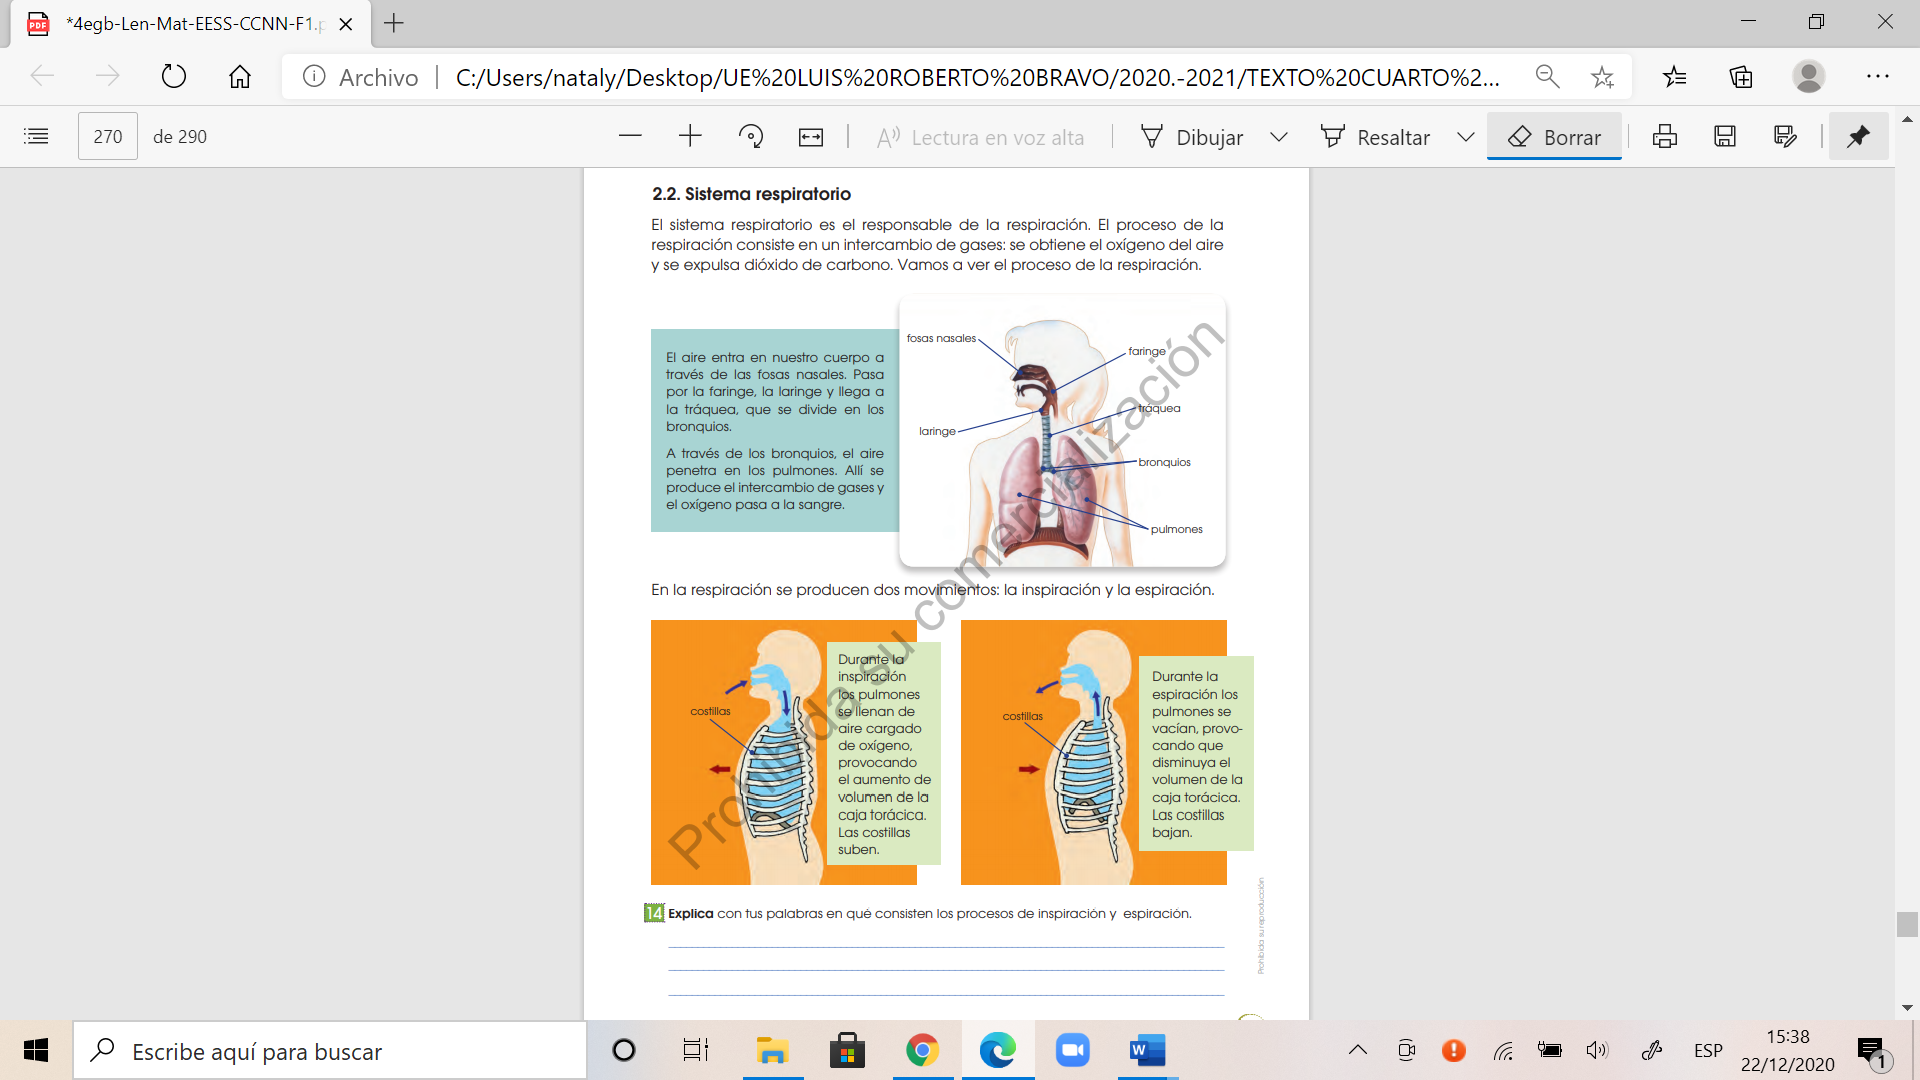 *4egb-Len-Mat-EESS-CCNN-F1.p
Archivo
C:/Users/nataly/Desktop/UE%20LUIS%20ROBERTO%20BRAVO/2020.-2021/TEXTO%20CUARTO%2...
270
de 290
Lectura en voz alta
Dibujar
Resaltar
Borrar
2.2. Sistema respiratorio
El sistema respiratorio es el responsable de la respiración. El proceso de la
respiración consiste en un intercambio de gases: se obtiene el oxígeno del aire
y se expulsa dióxido de carbono. Vamos a ver el proceso de la respiración.
El aire entra en nuestro cuerpo a
través de las fosas nasales. Pasa
por la faringe, la laringe y llega a
la tráquea, que se divide en los
bronquios.
A través de los bronquios, el aire
penetra en los pulmones. Allí se
produce el intercambio de gases y
el oxígeno pasa a la sangre.
fosas nasales
faringe
tráquea
laringe
bronquios
pulmones
En la respiración se producen dos movimientos: la inspiración y la espiración.
costillas
Durante la
inspiración
los pulmones
se llenan de
aire cargado
de oxígeno,
provocando
el aumento de
volumen de la
caja torácica.
Las costillas
suben.
costillas
Durante la
espiración los
pulmones se
vacían, provo-
cando que
disminuya el
volumen de la
caja torácica.
Las costillas
bajan.
14 Explica con tus palabras en qué consisten los procesos de inspiración y espiración.
Prohibida su reproducción
Prohibida su comercialización
Escribe aquí para buscar
ESP
15:38
22/12/2020
1